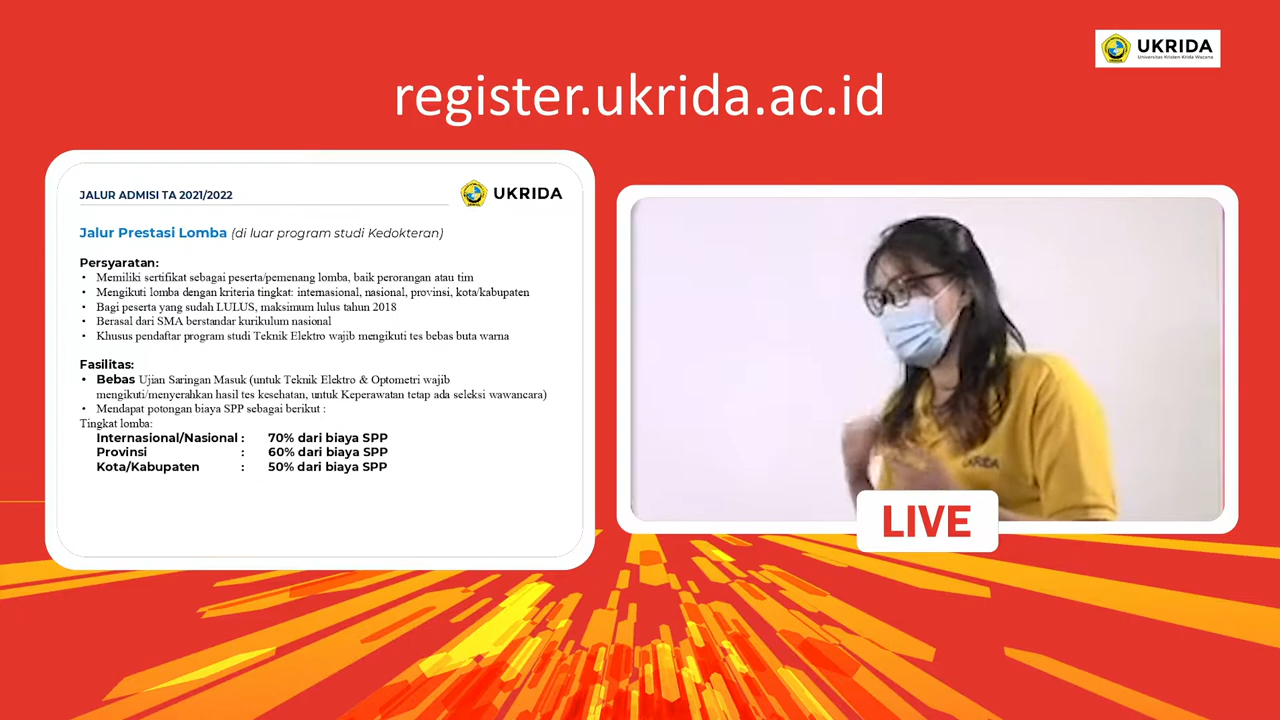 UKRIDA
Universitas Kristen Krida Wacana
register.ukrida.ac.id
JALUR ADMISI TA 2021/2022
UKRIDA
Jalur Prestasi Lomba (di luar program studi Kedokteran)
Persyaratan:
• Memiliki sertifikat sebagai peserta/pemenang lomba, baik perorangan atau tim
• Mengikuti lomba dengan kriteria tingkat: internasional, nasional, provinsi, kota/kabupaten
• Bagi peserta yang sudah LULUS, maksimum lulus tahun 2018
• Berasal dari SMA berstandar kurikulum nasional
• Khusus pendaftar program studi Teknik Elektro wajib mengikuti tes bebas buta warna
Fasilitas:
• Bebas Ujian Saringan Masuk (untuk Teknik Elektro & Optometri wajib
mengikuti/menyerahkan hasil tes kesehatan, untuk Keperawatan tetap ada seleksi wawancara)
• Mendapat potongan biaya SPP sebagai berikut :
Tingkat lomba:
Internasional/Nasional : 70% dari biaya SPP
Provinsi : 60% dari biaya SPP
Kota/Kabupaten : 50% dari biaya SPP
UKRIDA
LIVE